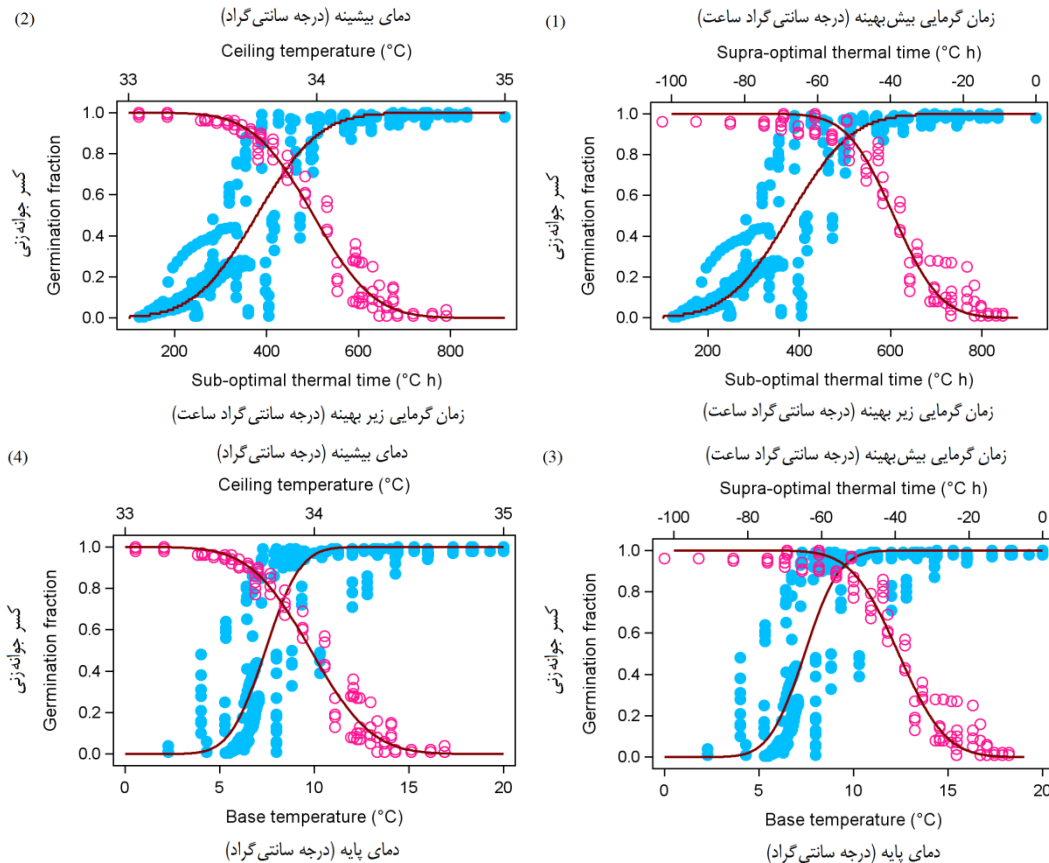 (2)
دمای بیشینه (درجه سانتی‌گراد)
Ceiling temperature (°C)
33 34 35
1.0
0.8
0.6
0.4
0.2
0.0
کسر جوانه‌زنی
Germination fraction
200 400 600 800
Sub-optimal thermal time (°C h)
زمان گرمایی زیر بهینه (درجه سانتی‌گراد ساعت)
(1)
زمان گرمایی بیش‌بهینه (درجه سانتی‌گراد ساعت)
Supra-optimal thermal time (°C h)
-100 -80 -60 -40 -20 0
1.0
0.8
0.6
0.4
0.2
0.0
کسر جوانه‌زنی
Germination fraction
200 400 600 800
Sub-optimal thermal time (°C h)
زمان گرمایی زیر بهینه (درجه سانتی‌گراد ساعت)
(4)
دمای بیشینه (درجه سانتی‌گراد)
Ceiling temperature (°C)
33 34 35
1.0
0.8
0.6
0.4
0.2
0.0
کسر جوانه‌زنی
Germination fraction
0 5 10 15 20
Base temperature (°C)
دمای پایه (درجه سانتی‌گراد)
(3)
زمان گرمایی بیش‌بهینه (درجه سانتی‌گراد ساعت)
Supra-optimal thermal time (°C h)
-100 -80 -60 -40 -20 0
1.0
0.8
0.6
0.4
0.2
0.0
کسر جوانه‌زنی
Germination fraction
0 5 10 15 20
Base temperature (°C)
دمای پایه (درجه سانتی‌گراد)